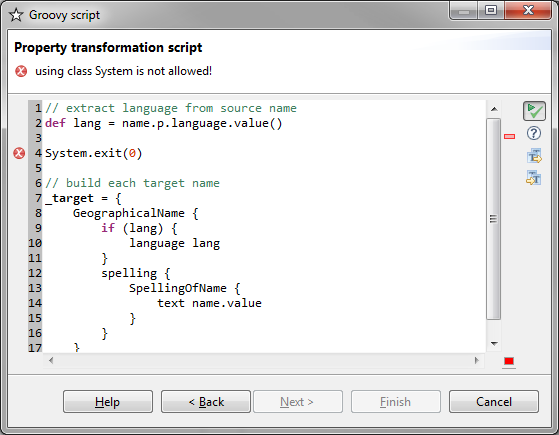 Groovy script
Property transformation script
using class System is not allowed!
1 // extract language from source name
2 def lang = name.p.language.value()
3
4 System.exit(0)
5
6 // build each target name
7 _target = {
8     GeographicalName {
9         if (lang) {
10             language lang
11         }
12         spelling {
13             SpellingOfName {
14                 text name.value
15             }
16         }
17     }
Help
< Back
Next >
Finish
Cancel